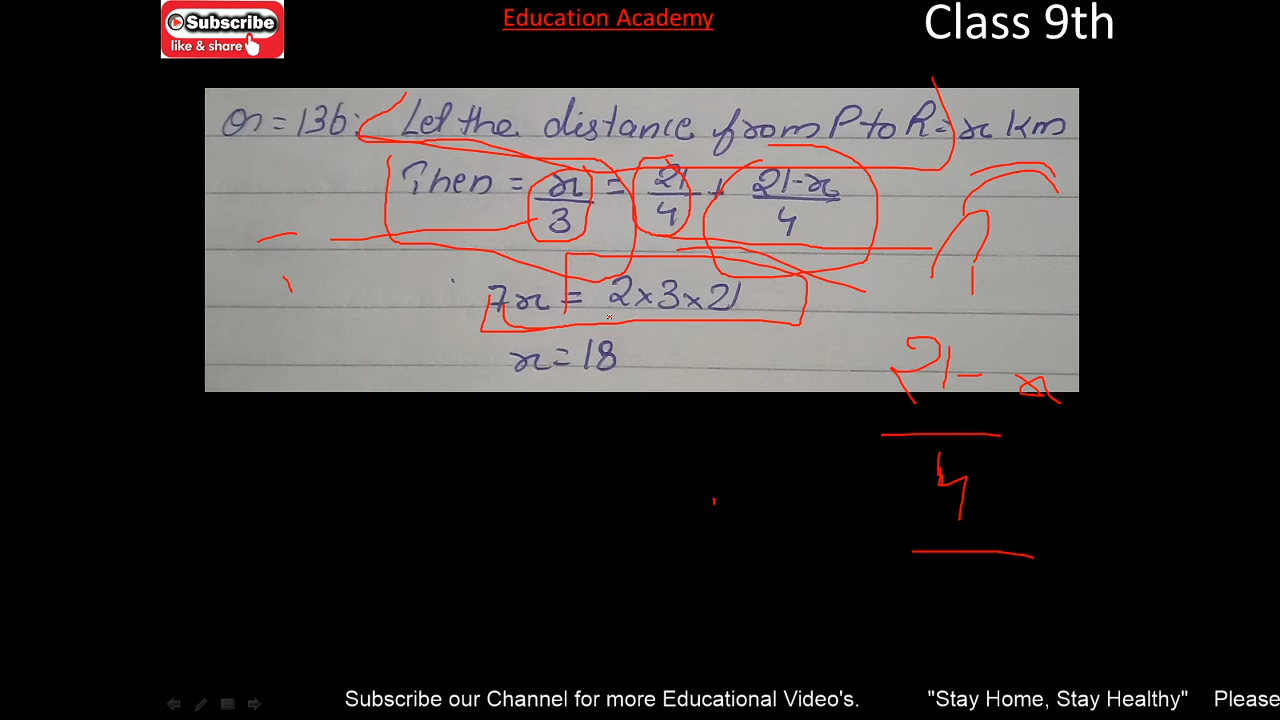 Subscribe
like & share
Education Academy
Class 9th
Qn = 136: Let the distance from P to R = x km
Then = x/3 = 21/4 + 21-x/4
7x = 2×3×21
x = 18
21 - x
4
Subscribe our Channel for more Educational Video's. "Stay Home, Stay Healthy" Please